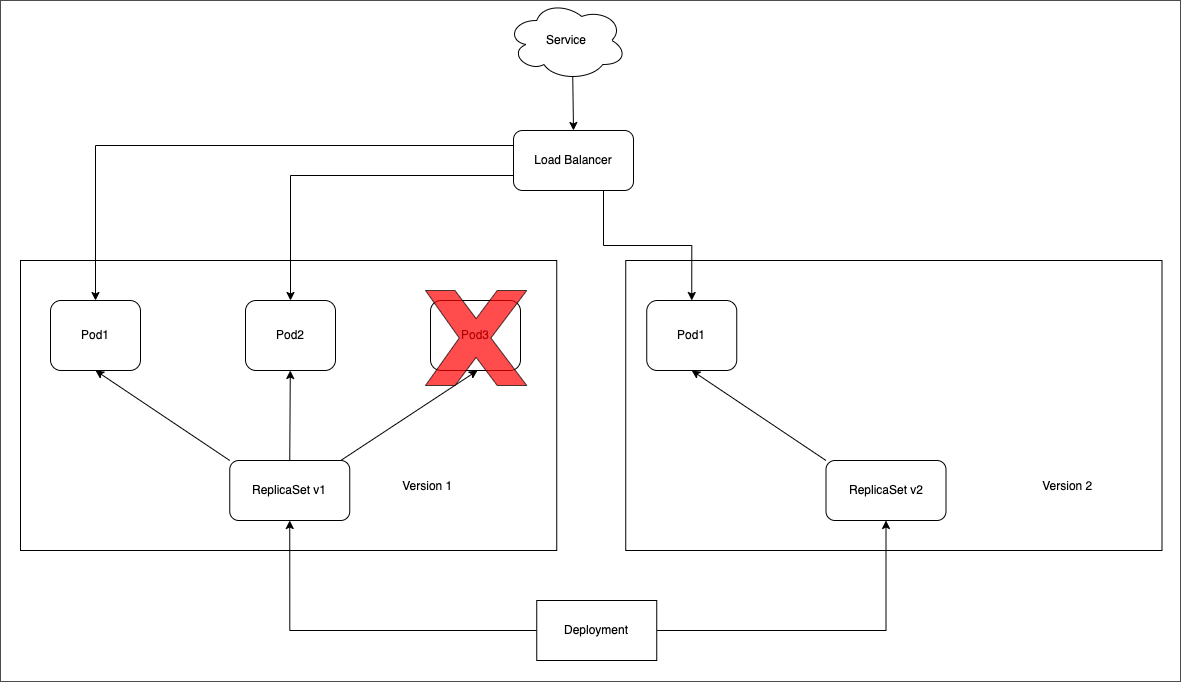 Service
Load Balancer
Pod1
Pod2
Pod3
Pod1
ReplicaSet v1
Version 1
ReplicaSet v2
Version 2
Deployment